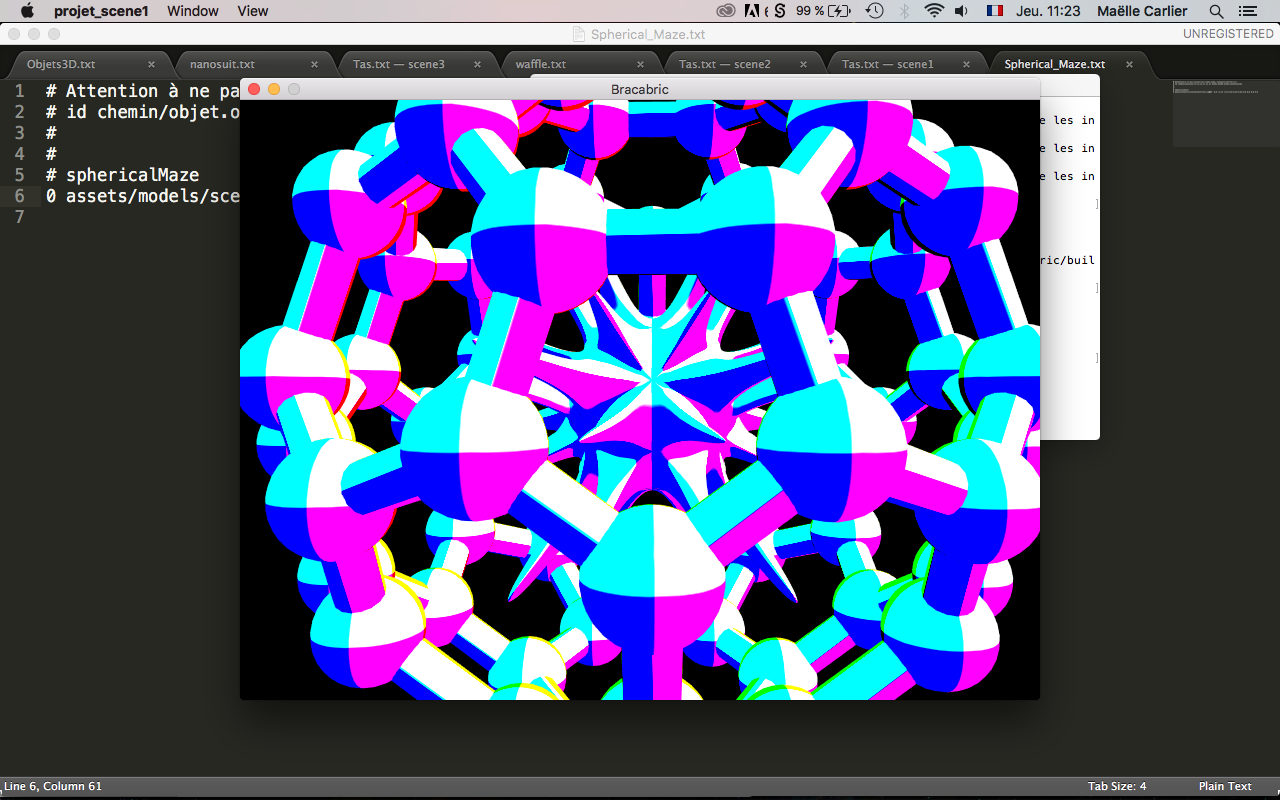 projet_scene1 Window View 99 % Jeu. 11:23 Maëlle Carlier
Spherical_Maze.txt UNREGISTERED
Objets3D.txt nanosuit.txt Tas.txt — scene3 waffle.txt Tas.txt — scene2 Tas.txt — scene1 Spherical_Maze.txt
Bracabric
1 # Attention à ne pa
2 # id chemin/objet.o
3 #
4 #
5 # sphericalMaze
6 0 assets/models/sce
7
e les in
e les in
e les in
]
ric/buil
]
]
Line 6, Column 61 Tab Size: 4 Plain Text